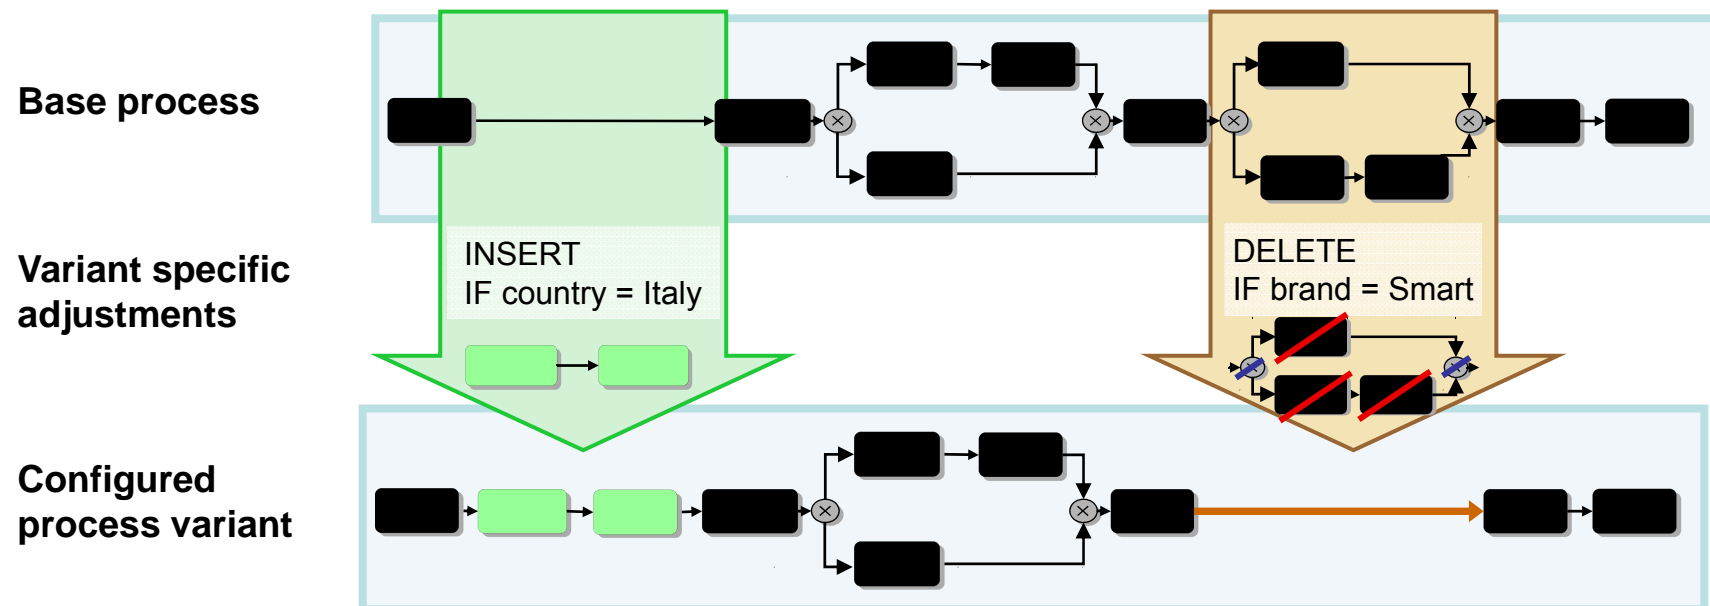 Base process
Variant specific
adjustments
INSERT
IF country = Italy
DELETE
IF brand = Smart
Configured
process variant